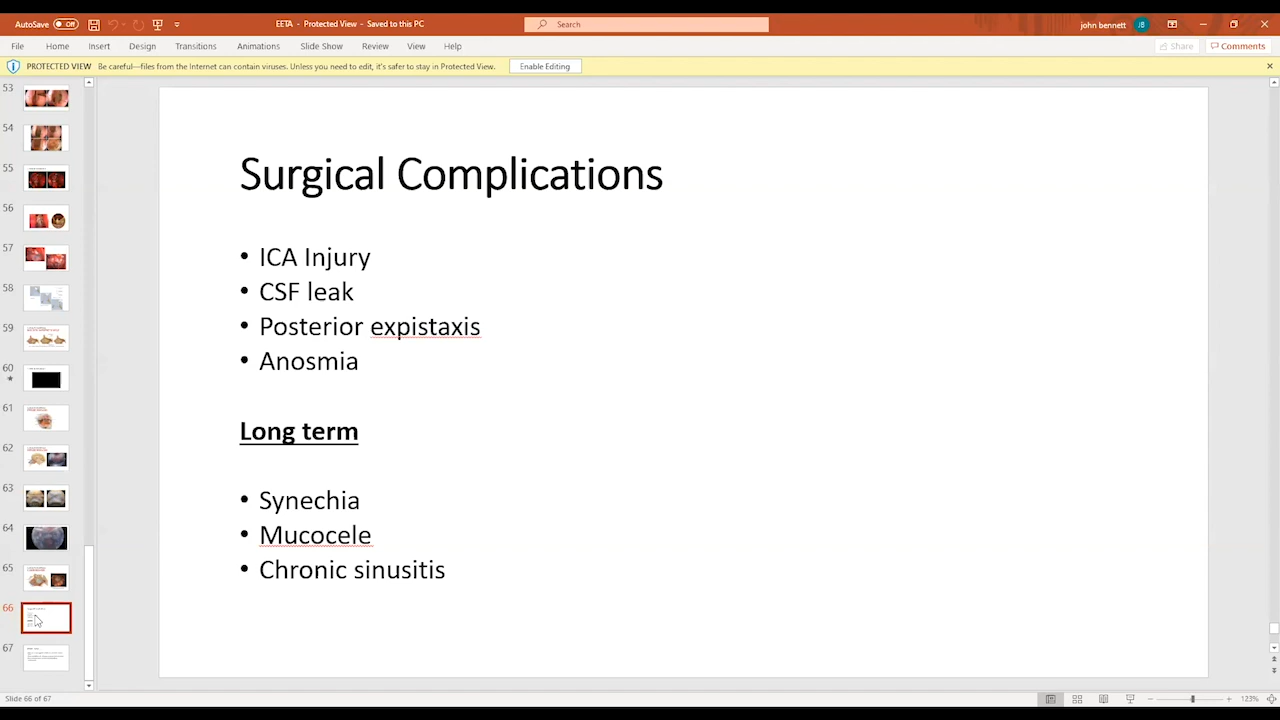 AutoSave Off
EETA - Protected View - Saved to this PC
Search
john bennett
JB
File Home Insert Design Transitions Animations Slide Show Review View Help
Share
Comments
PROTECTED VIEW Be careful—files from the Internet can contain viruses. Unless you need to edit, it's safer to stay in Protected View.
Enable Editing
53
54
55
56
57
58
59
60
61
62
63
64
65
66
67
Surgical Complications
• ICA Injury
• CSF leak
• Posterior expistaxis
• Anosmia
Long term
• Synechia
• Mucocele
• Chronic sinusitis
Slide 66 of 67
123%